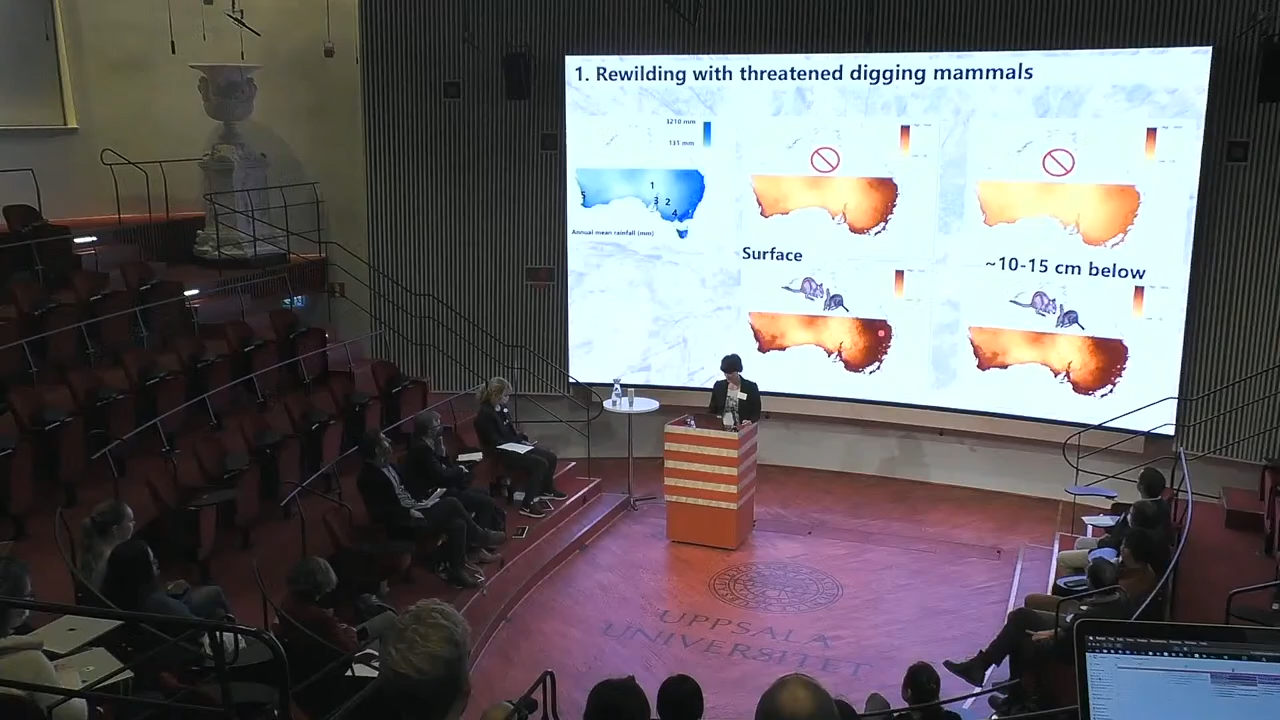 1. Rewilding with threatened digging mammals
3210 mm
131 mm
1
5
3 2
4
Annual mean rainfall (mm)
Surface
~10-15 cm below
UPPSALA
UNIVERSITET